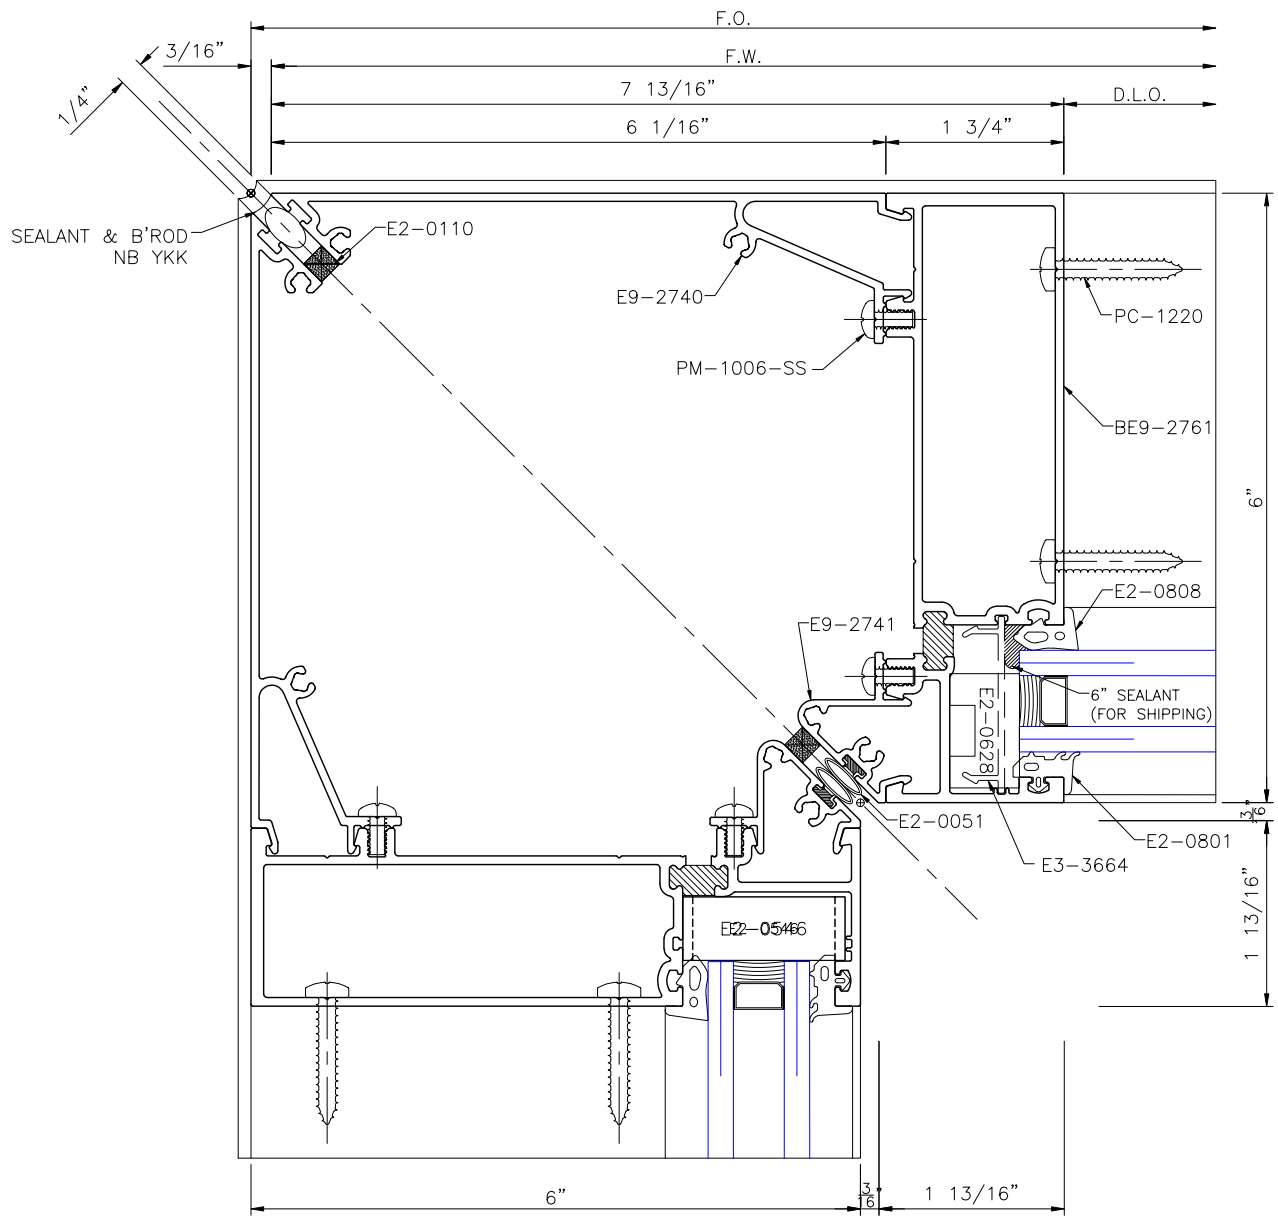 F.O.
3/16"
F.W.
7 13/16"
D.L.O.
1/4"
6 1/16"
1 3/4"
SEALANT & B'ROD
NB YKK
E2-0110
E9-2740
PC-1220
PM-1006-SS
BE9-2761
6"
E2-0808
E9-2741
6" SEALANT
(FOR SHIPPING)
E2-0628
E2-0051
E2-0801
E3-3664
3
16
1 13/16"
6"
3
16
1 13/16"